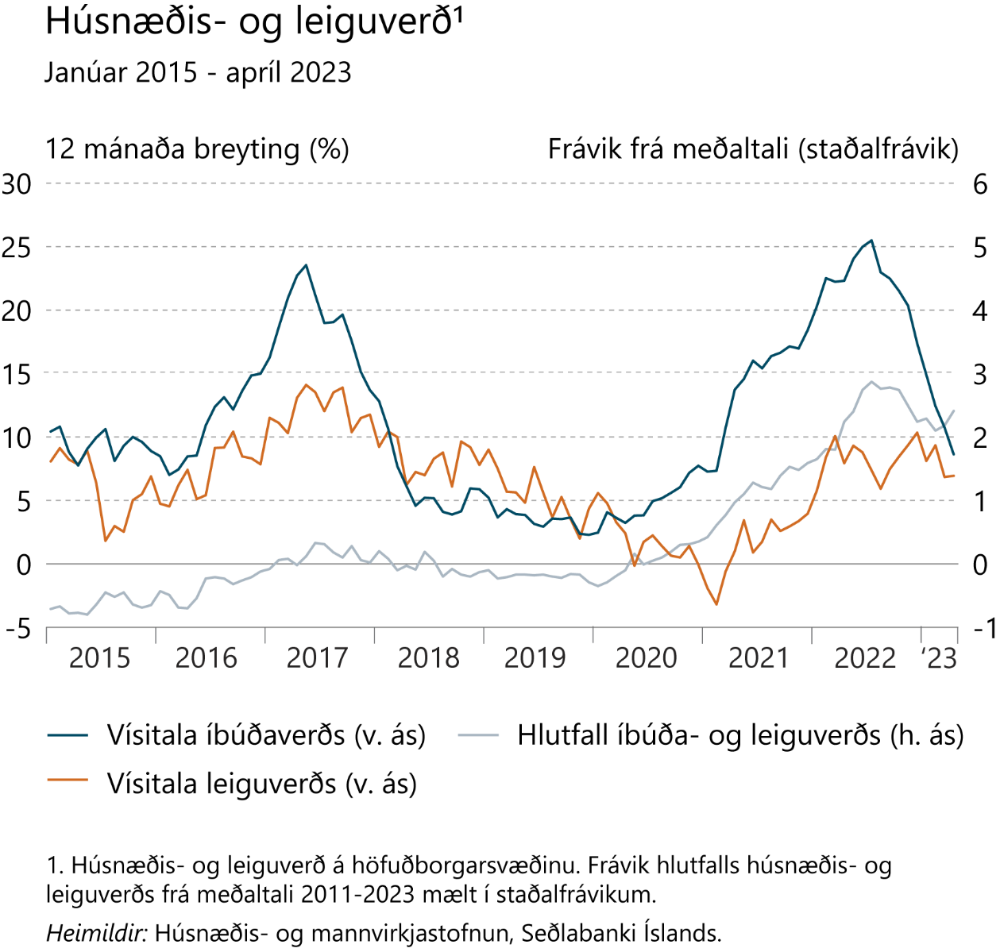 Húsnæðis- og leiguverð¹
Janúar 2015 - apríl 2023
12 mánaða breyting (%)
Frávik frá meðaltali (staðalfrávik)
30 6
25 5
20 4
15 3
10 2
5 1
0 0
-5 -1
2015 2016 2017 2018 2019 2020 2021 2022 '23
Vísitala íbúðaverðs (v. ás)
Hlutfall íbúða- og leiguverðs (h. ás)
Vísitala leiguverðs (v. ás)
1. Húsnæðis- og leiguverð á höfuðborgarsvæðinu. Frávik hlutfalls húsnæðis- og
leiguverðs frá meðaltali 2011-2023 mælt í staðalfrávikum.
Heimildir: Húsnæðis- og mannvirkjastofnun, Seðlabanki Íslands.